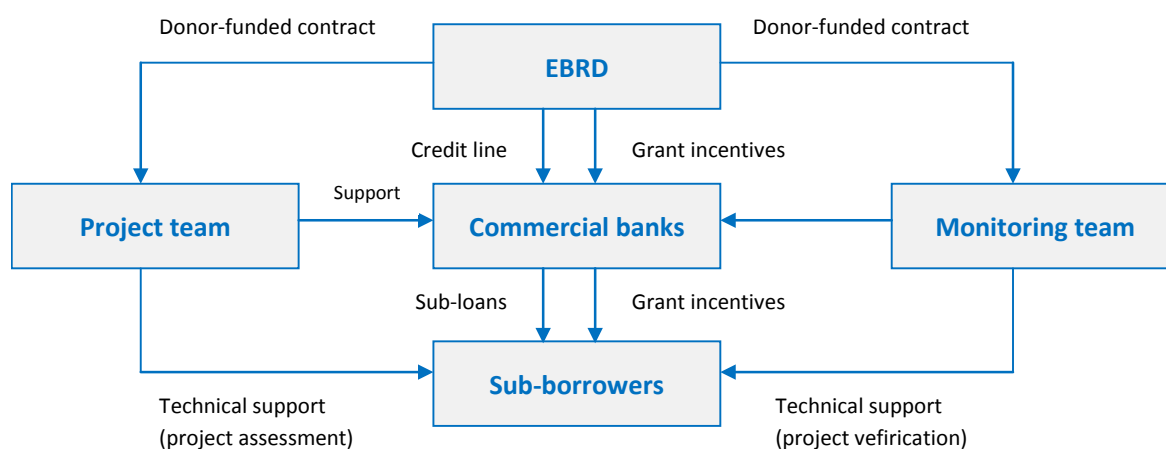 Donor-funded contract
Donor-funded contract
EBRD
Credit line
Grant incentives
Support
Project team
Commercial banks
Monitoring team
Sub-loans
Grant incentives
Sub-borrowers
Technical support
(project assessment)
Technical support
(project vefirication)